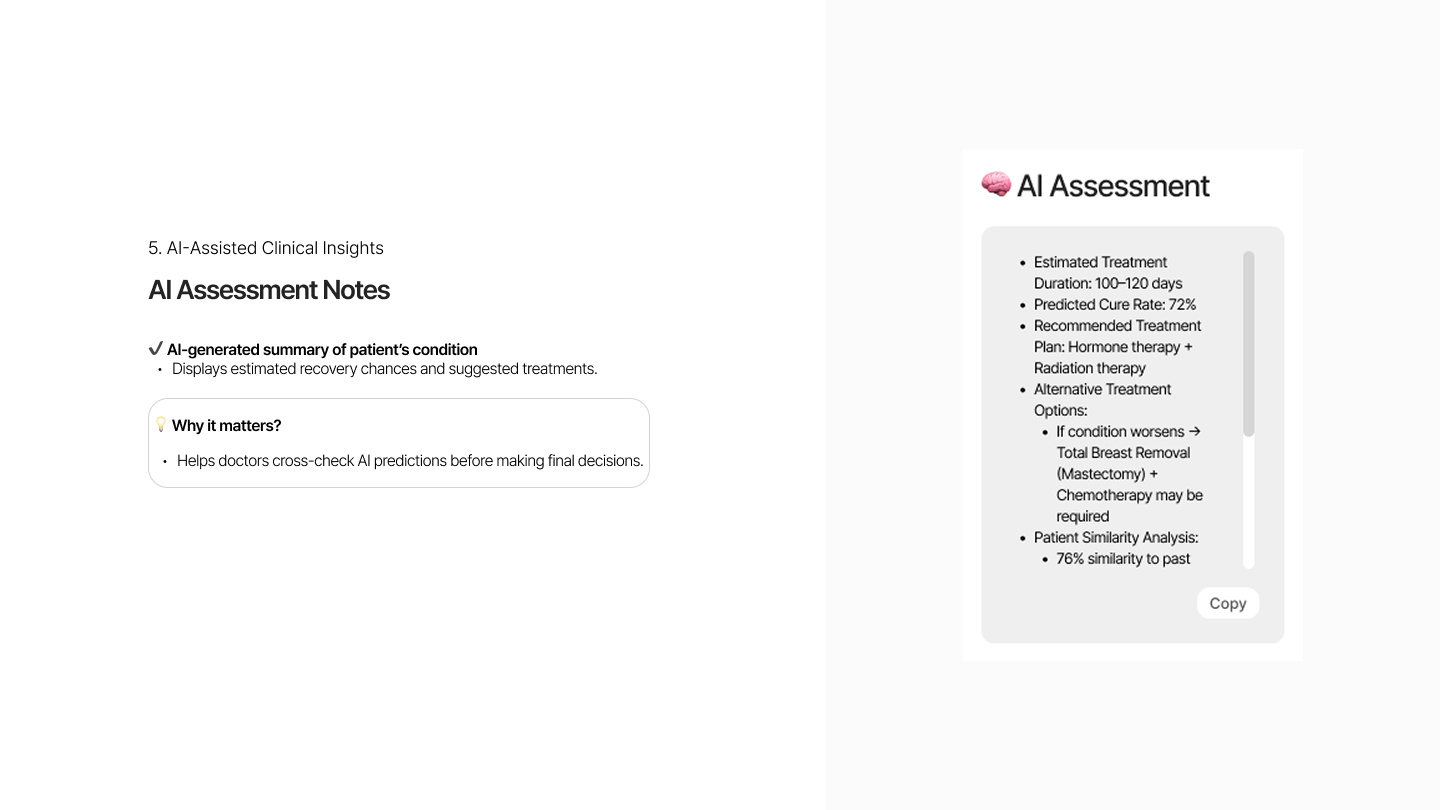 5. AI-Assisted Clinical Insights
AI Assessment Notes
✔ AI-generated summary of patient’s condition
• Displays estimated recovery chances and suggested treatments.
💡 Why it matters?
• Helps doctors cross-check AI predictions before making final decisions.
🧠 AI Assessment
• Estimated Treatment
Duration: 100–120 days
• Predicted Cure Rate: 72%
• Recommended Treatment
Plan: Hormone therapy +
Radiation therapy
• Alternative Treatment
Options:
• If condition worsens →
Total Breast Removal
(Mastectomy) +
Chemotherapy may be
required
• Patient Similarity Analysis:
• 76% similarity to past
Copy